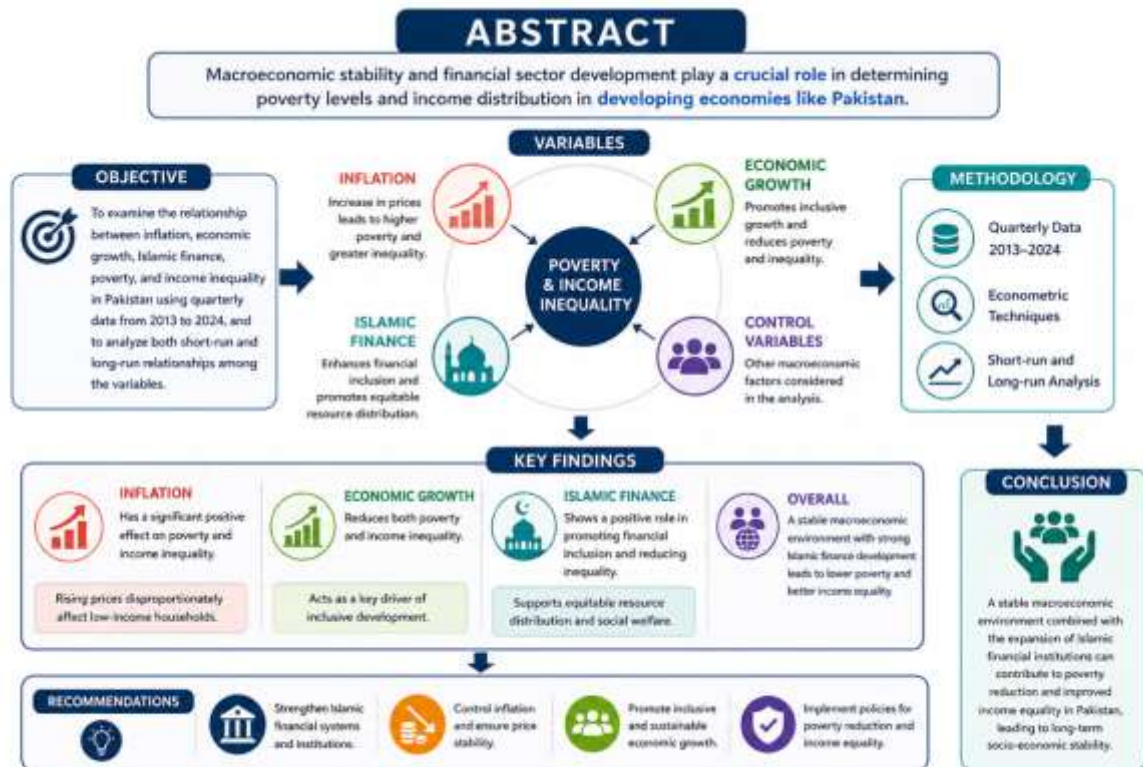 ABSTRACT
Macroeconomic stability and financial sector development play a crucial role in determining
poverty levels and income distribution in developing economies like Pakistan.
OBJECTIVE
To examine the relationship
between inflation, economic
growth, Islamic finance,
poverty, and income inequality
in Pakistan using quarterly
data from 2013 to 2024, and
to analyze both short-run and
long-run relationships among
the variables.
VARIABLES
INFLATION
Increase in prices
leads to higher
poverty and
greater inequality.
ECONOMIC
GROWTH
Promotes inclusive
growth and
reduces poverty
and inequality.
POVERTY
& INCOME
INEQUALITY
ISLAMIC
FINANCE
Enhances financial
inclusion and
promotes equitable
resource distribution.
CONTROL
VARIABLES
Other macroeconomic
factors considered
in the analysis.
METHODOLOGY
Quarterly Data
2013–2024
Econometric
Techniques
Short-run and
Long-run Analysis
KEY FINDINGS
INFLATION
Has a significant positive
effect on poverty and
income inequality.
Rising prices disproportionately
affect low-income households.
ECONOMIC GROWTH
Reduces both poverty
and income inequality.
Acts as a key driver of
inclusive development.
ISLAMIC FINANCE
Shows a positive role in
promoting financial
inclusion and reducing
inequality.
Supports equitable resource
distribution and social welfare.
OVERALL
A stable macroeconomic
environment with strong
Islamic finance development
leads to lower poverty and
better income equality.
CONCLUSION
A stable macroeconomic
environment combined with
the expansion of Islamic
financial institutions can
contribute to poverty
reduction and improved
income equality in Pakistan,
leading to long-term
socio-economic stability.
RECOMMENDATIONS
Strengthen Islamic
financial systems
and institutions.
Control inflation
and ensure price
stability.
Promote inclusive
and sustainable
economic growth.
Implement policies for
poverty reduction and
income equality.